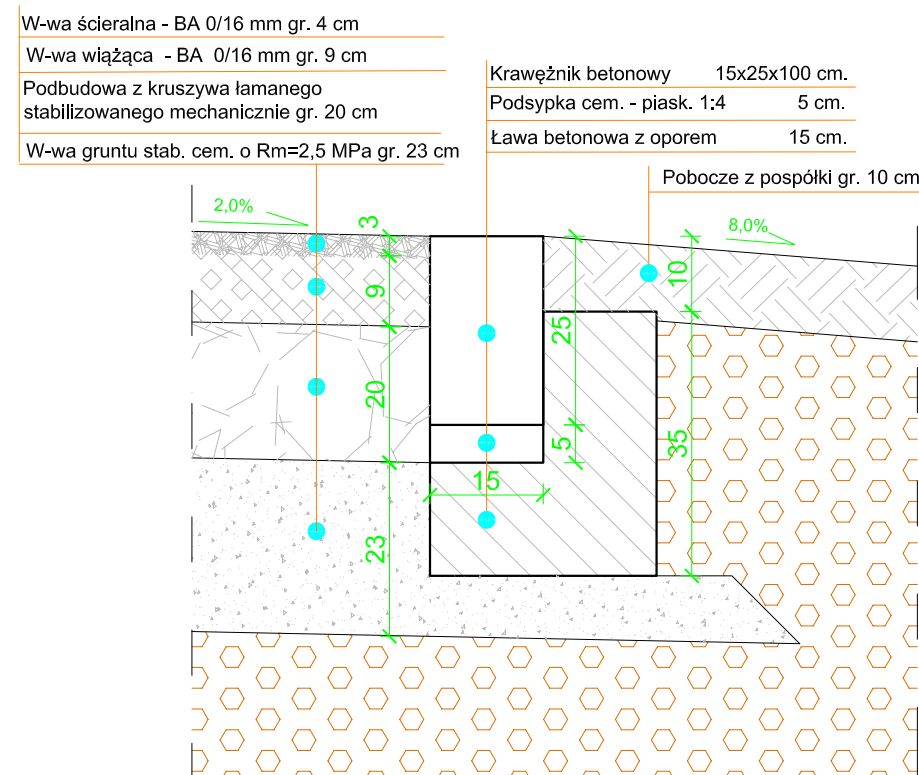 W-wa ścieralna - BA 0/16 mm gr. 4 cm
W-wa wiążąca - BA 0/16 mm gr. 9 cm
Podbudowa z kruszywa łamanego
stabilizowanego mechanicznie gr. 20 cm
W-wa gruntu stab. cem. o Rm=2,5 MPa gr. 23 cm
Krawężnik betonowy 15x25x100 cm.
Podsypka cem. - piask. 1:4 5 cm.
Ława betonowa z oporem 15 cm.
Pobocze z pospółki gr. 10 cm
2,0%
8,0%
3
9
20
23
25
5
15
10
35